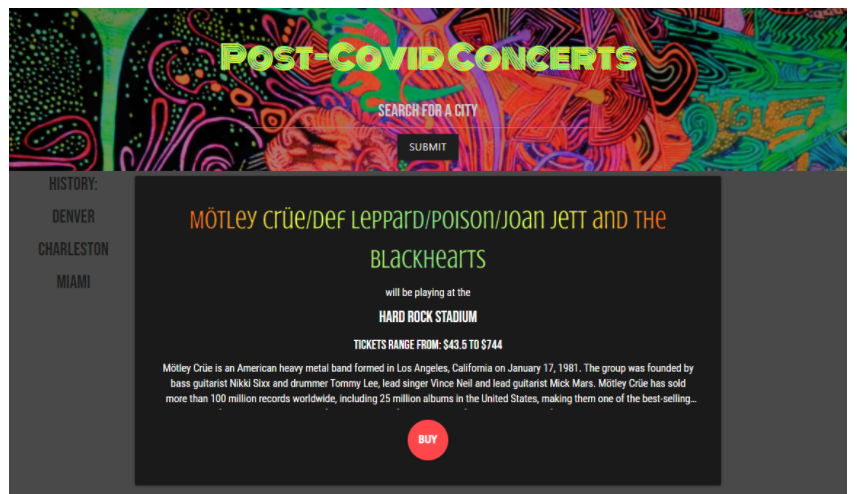 Post-Covid Concerts
SEARCH FOR A CITY
SUBMIT
HISTORY:
DENVER
CHARLESTON
MIAMI
Mötley Crüe/Def Leppard/Poison/Joan Jett and the
Blackhearts
will be playing at the
HARD ROCK STADIUM
TICKETS RANGE FROM: $43.5 TO $744
Mötley Crüe is an American heavy metal band formed in Los Angeles, California on January 17, 1981. The group was founded by
bass guitarist Nikki Sixx and drummer Tommy Lee, lead singer Vince Neil and lead guitarist Mick Mars. Mötley Crüe has sold
more than 100 million records worldwide, including 25 million albums in the United States, making them one of the best-selling...
BUY